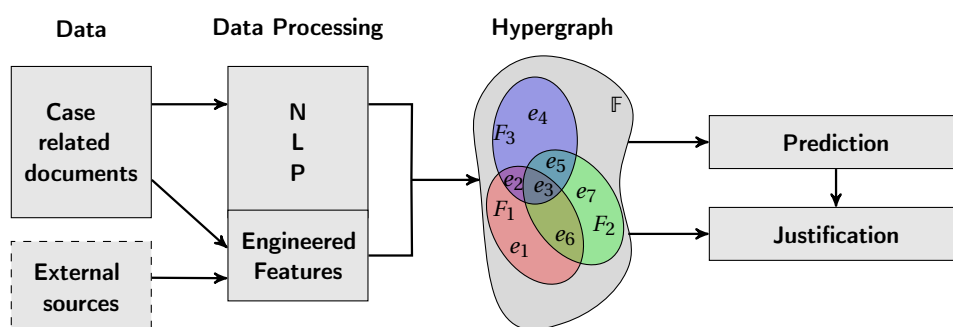 Data
Data Processing
Hypergraph
Case
related
documents
External
sources
N
L
P
Engineered
Features
𝔽
e₄
F₃
e₅
e₂
e₃
e₇
F₁
F₂
e₁
e₆
Prediction
Justification